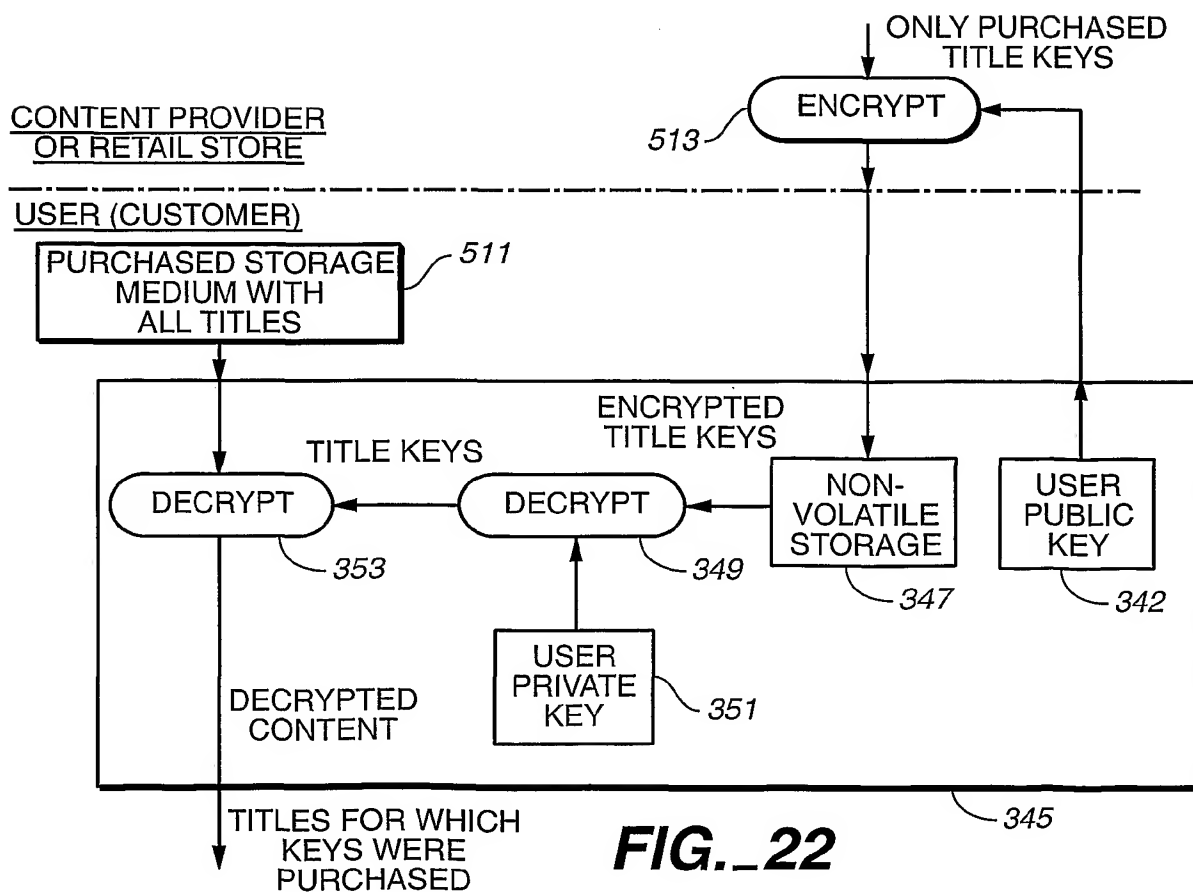 ONLY PURCHASED
TITLE KEYS
ENCRYPT
513
CONTENT PROVIDER
OR RETAIL STORE
USER (CUSTOMER)
PURCHASED STORAGE
MEDIUM WITH
ALL TITLES
511
ENCRYPTED
TITLE KEYS
TITLE KEYS
DECRYPT
353
DECRYPT
349
NON-
VOLATILE
STORAGE
347
USER
PUBLIC
KEY
342
USER
PRIVATE
KEY
351
DECRYPTED
CONTENT
345
TITLES FOR WHICH
KEYS WERE
PURCHASED
FIG._22